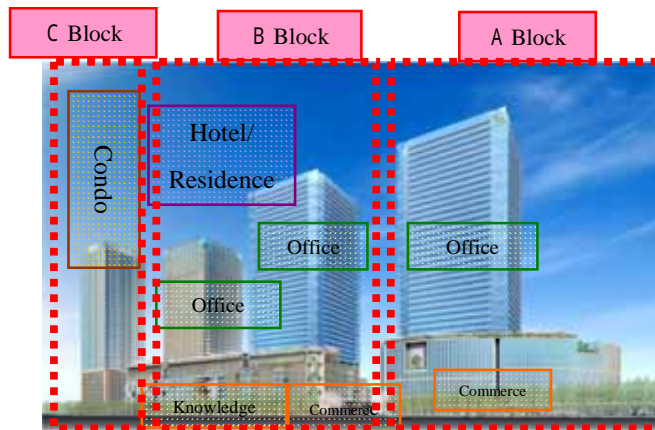 C Block
B Block
A Block
Condo
Hotel/
Residence
Office
Office
Office
Commerce
Knowledge
Commerce